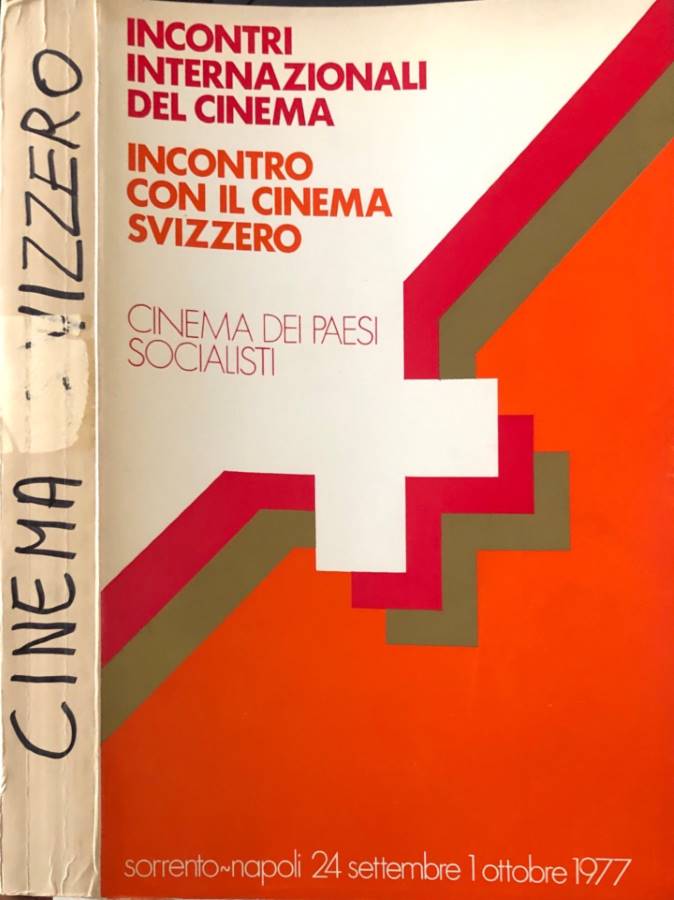 INCONTRI
INTERNAZIONALI
DEL CINEMA
INCONTRO
CON IL CINEMA
SVIZZERO
CINEMA DEI PAESI
SOCIALISTI
sorrento~napoli 24 settembre 1 ottobre 1977
CINEMA